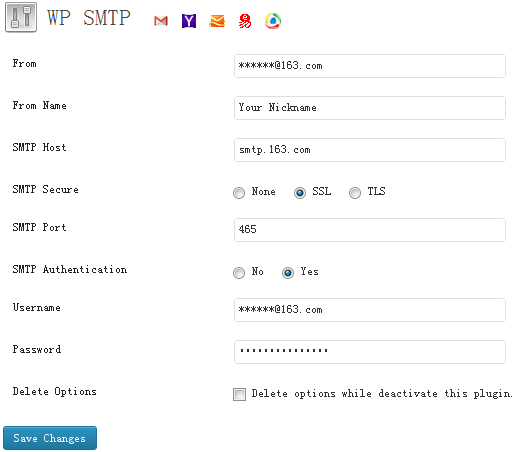 WP SMTP
From
******@163.com
From Name
Your Nickname
SMTP Host
smtp.163.com
SMTP Secure
None SSL TLS
SMTP Port
465
SMTP Authentication
No Yes
Username
******@163.com
Password
•••••••••••••••
Delete Options
Delete options while deactivate this plugin.
Save Changes